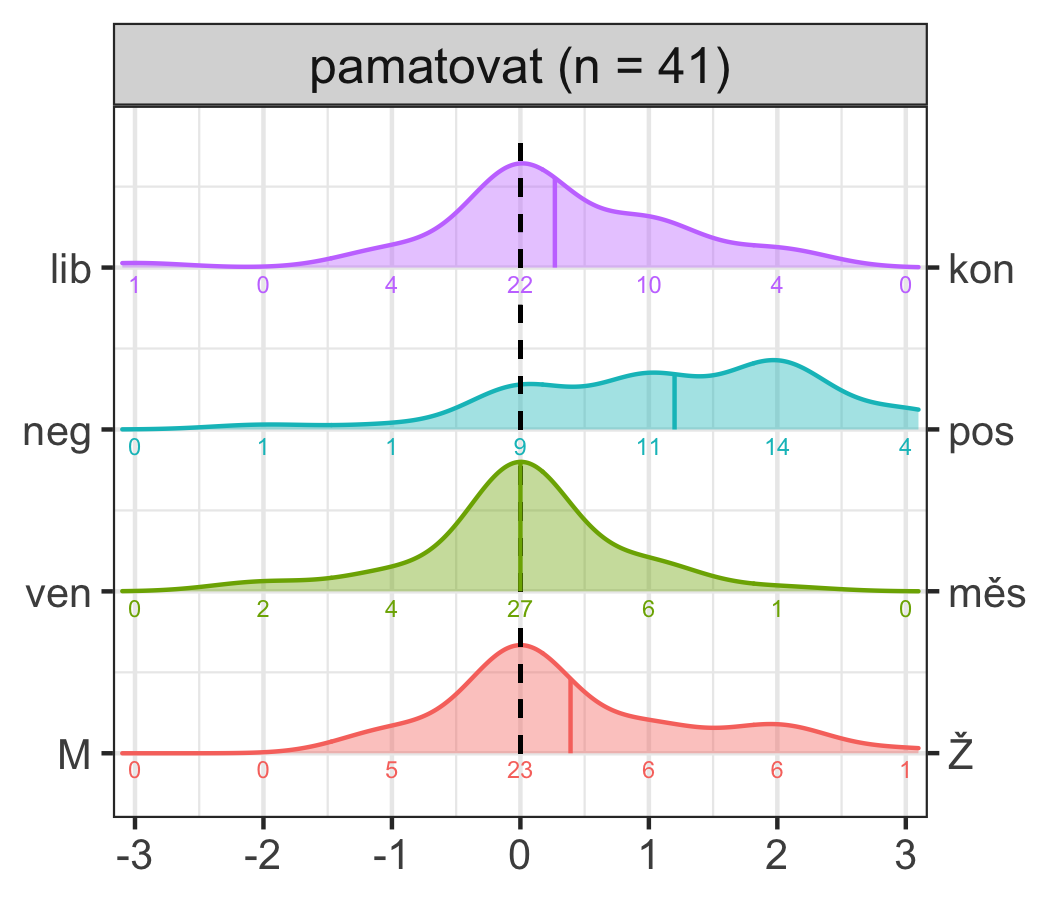 pamatovat (n = 41)
lib kon
1 0 4 22 10 4 0
neg pos
0 1 1 9 11 14 4
ven měs
0 2 4 27 6 1 0
M Ž
0 0 5 23 6 6 1
-3 -2 -1 0 1 2 3